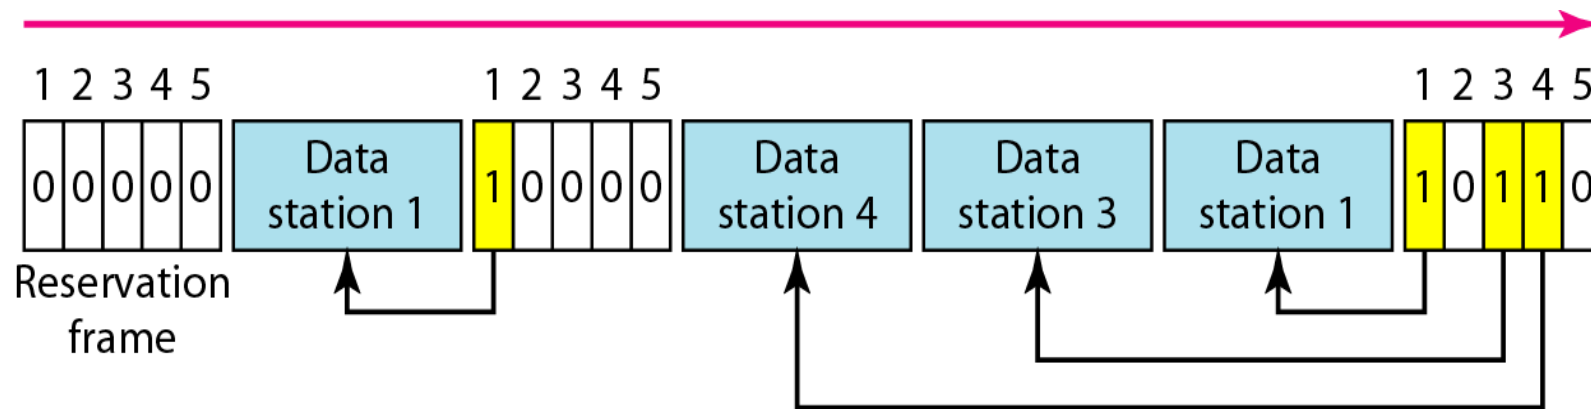 1 2 3 4 5 1 2 3 4 5 1 2 3 4 5
0 0 0 0 0 Data station 1 1 0 0 0 0 Data station 4 Data station 3 Data station 1 1 0 1 1 0
Reservation
frame